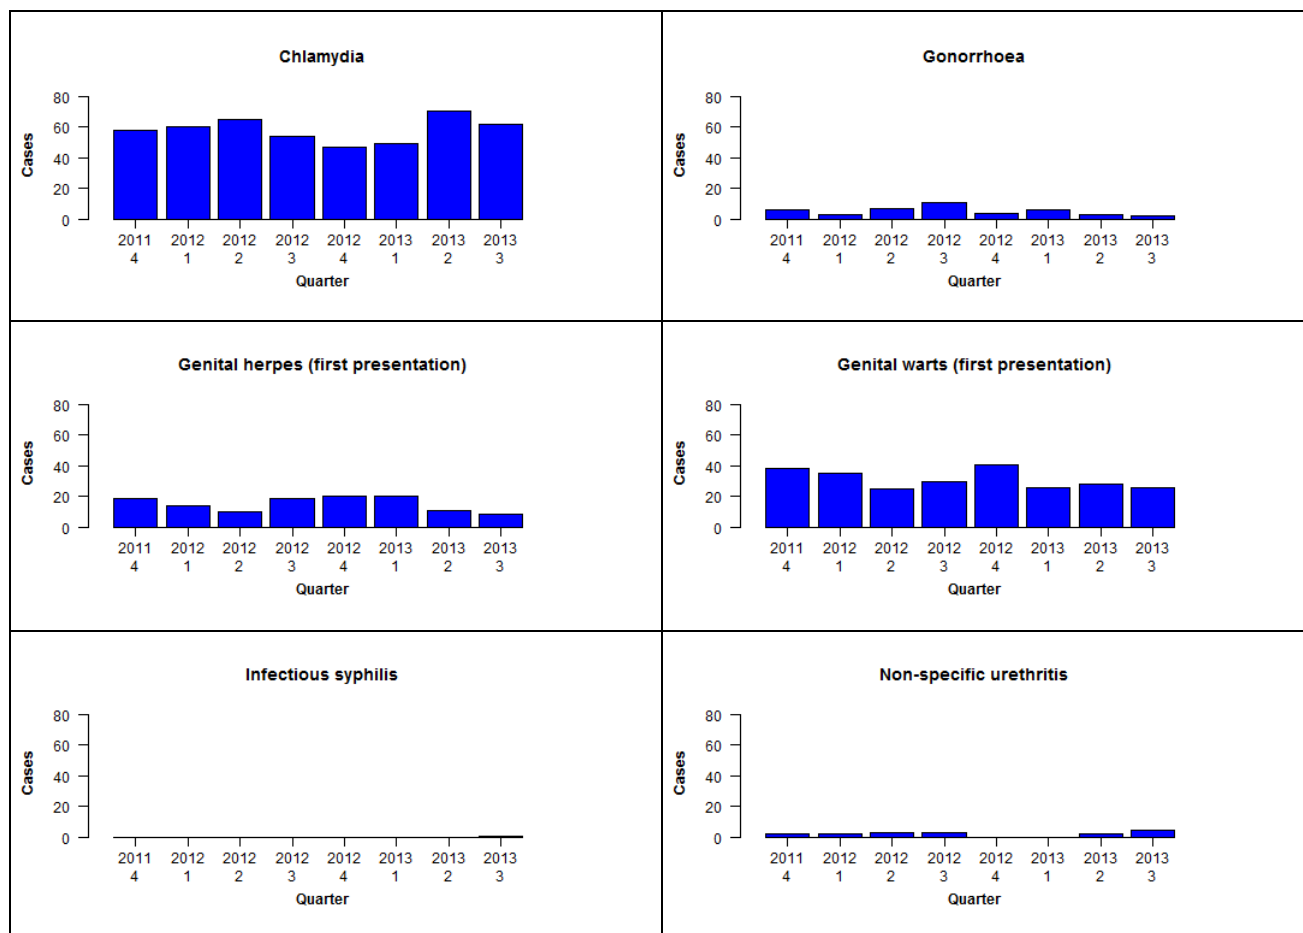 Chlamydia
80
60
40
20
0
Cases
2011 2012 2012 2012 2012 2013 2013 2013
4 1 2 3 4 1 2 3
Quarter
Gonorrhoea
80
60
40
20
0
Cases
2011 2012 2012 2012 2012 2013 2013 2013
4 1 2 3 4 1 2 3
Quarter
Genital herpes (first presentation)
80
60
40
20
0
Cases
2011 2012 2012 2012 2012 2013 2013 2013
4 1 2 3 4 1 2 3
Quarter
Genital warts (first presentation)
80
60
40
20
0
Cases
2011 2012 2012 2012 2012 2013 2013 2013
4 1 2 3 4 1 2 3
Quarter
Infectious syphilis
80
60
40
20
0
Cases
2011 2012 2012 2012 2012 2013 2013 2013
4 1 2 3 4 1 2 3
Quarter
Non-specific urethritis
80
60
40
20
0
Cases
2011 2012 2012 2012 2012 2013 2013 2013
4 1 2 3 4 1 2 3
Quarter